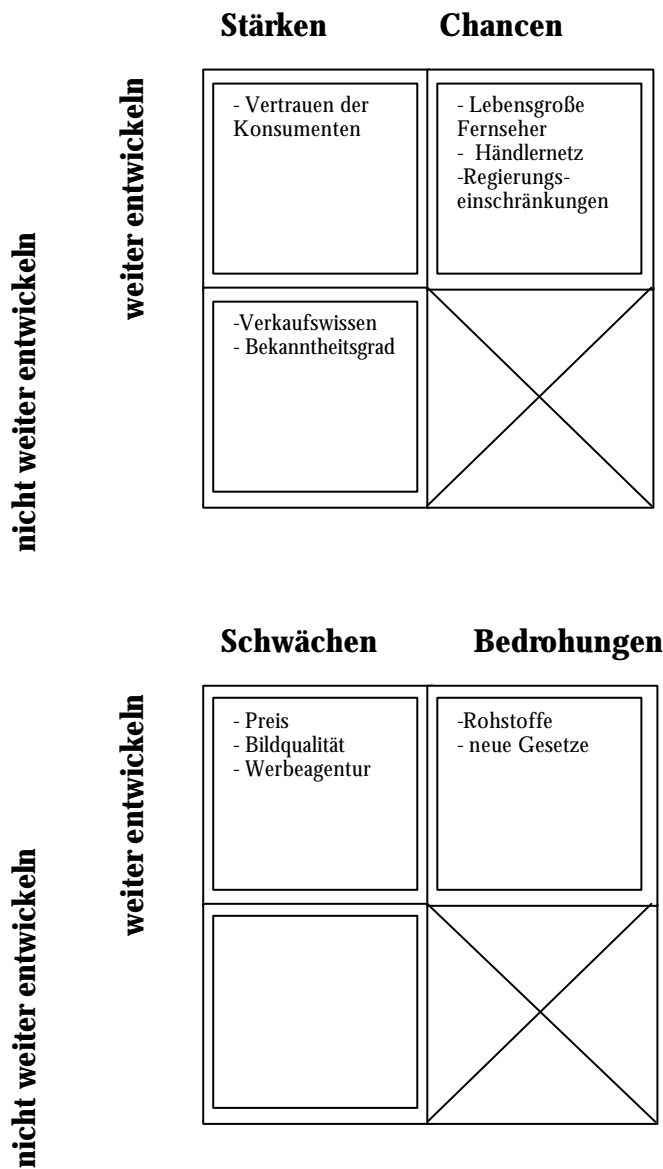 Stärken Chancen
weiter entwickeln
- Vertrauen der
Konsumenten
- Lebensgroße
Fernseher
- Händlernetz
-Regierungs-
einschränkungen
nicht weiter entwickeln
-Verkaufswissen
- Bekanntheitsgrad
Schwächen Bedrohungen
weiter entwickeln
- Preis
- Bildqualität
- Werbeagentur
-Rohstoffe
- neue Gesetze
nicht weiter entwickeln